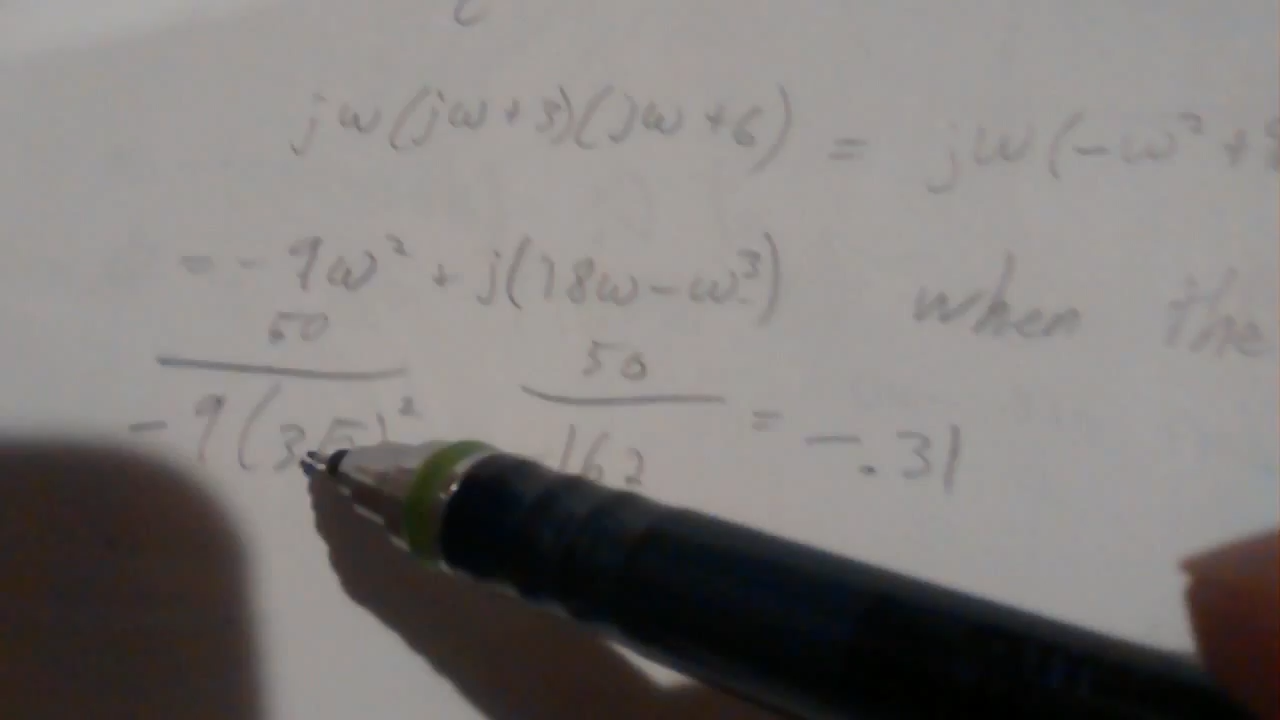 jω(jω+3)(jω+6) = jω(-ω²+
= -9ω² + j(18ω-ω³) when the
50 50
-9(3 )² -162 = -.31